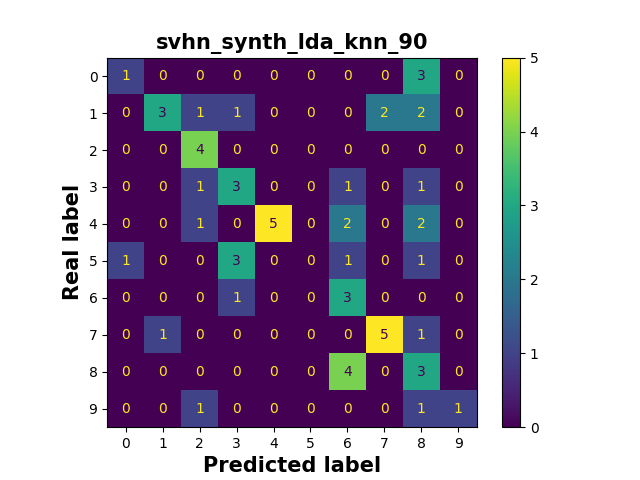 svhn_synth_lda_knn_90
0 1 0 0 0 0 0 0 0 3 0
1 0 3 1 1 0 0 0 2 2 0
2 0 0 4 0 0 0 0 0 0 0
3 0 0 1 3 0 0 1 0 1 0
4 0 0 1 0 5 0 2 0 2 0
5 1 0 0 3 0 0 1 0 1 0
6 0 0 0 1 0 0 3 0 0 0
7 0 1 0 0 0 0 0 5 1 0
8 0 0 0 0 0 0 4 0 3 0
9 0 0 1 0 0 0 0 0 1 1
0 1 2 3 4 5 6 7 8 9
Predicted label
Real label
5
4
3
2
1
0